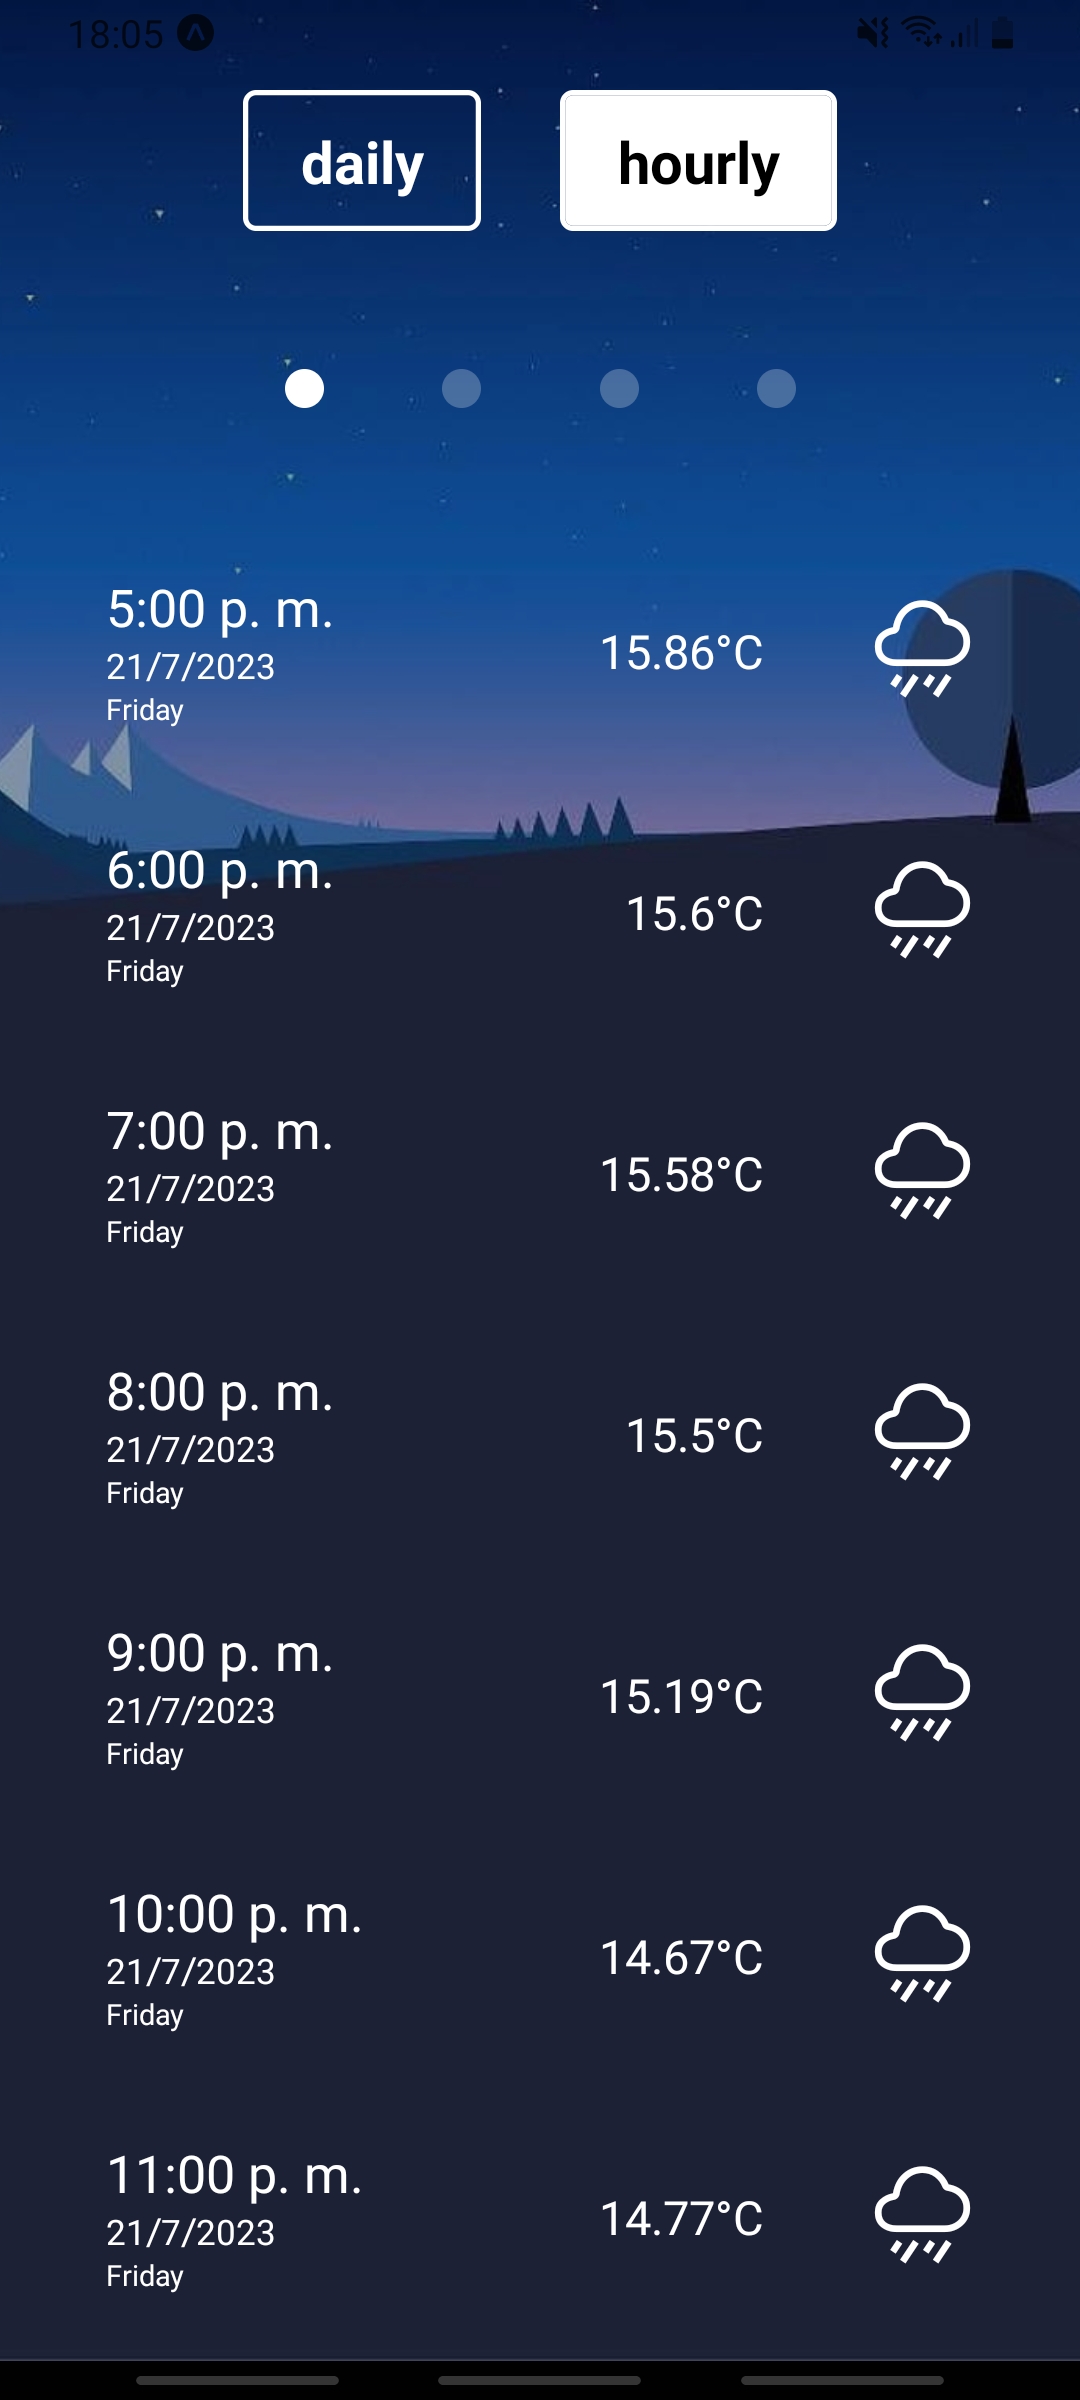 18:05
daily hourly
5:00 p. m.
21/7/2023
Friday
15.86°C
6:00 p. m.
21/7/2023
Friday
15.6°C
7:00 p. m.
21/7/2023
Friday
15.58°C
8:00 p. m.
21/7/2023
Friday
15.5°C
9:00 p. m.
21/7/2023
Friday
15.19°C
10:00 p. m.
21/7/2023
Friday
14.67°C
11:00 p. m.
21/7/2023
Friday
14.77°C